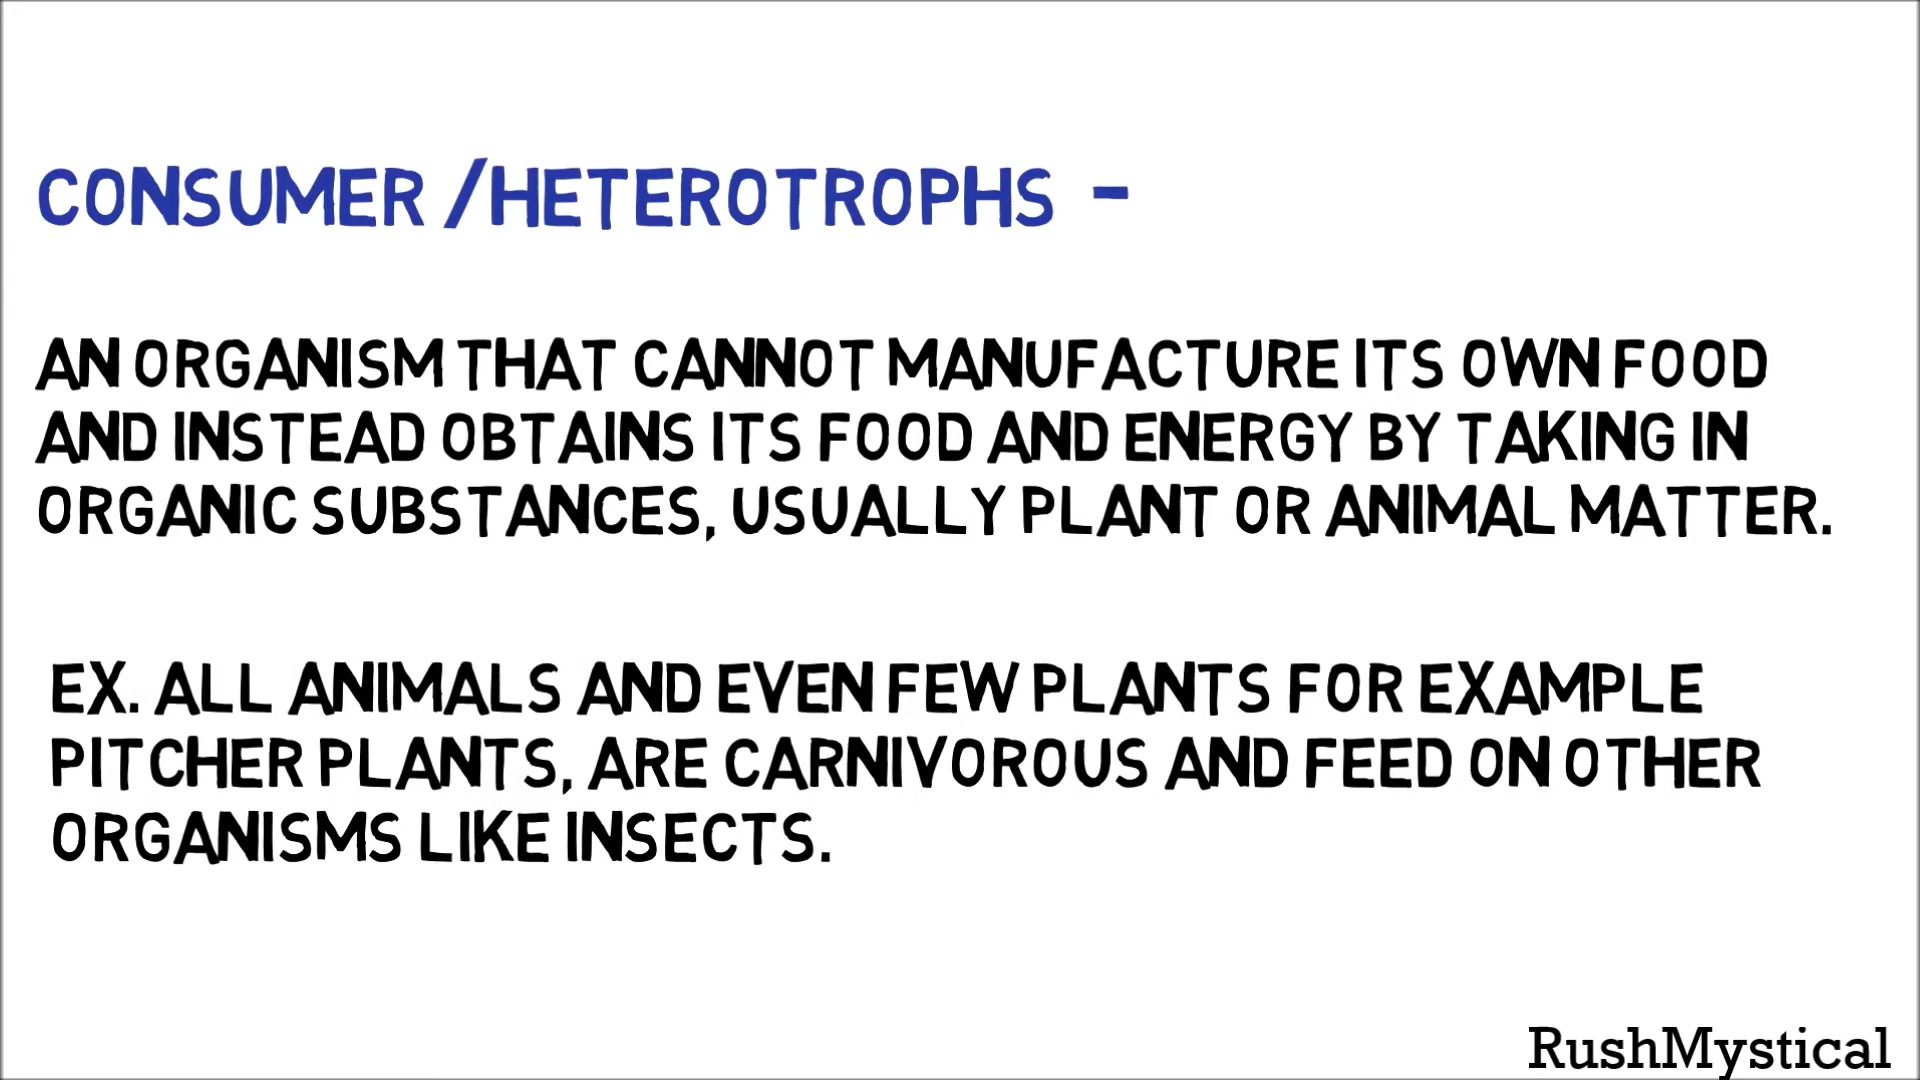 CONSUMER /HETEROTROPHS -
AN ORGANISM THAT CANNOT MANUFACTURE ITS OWN FOOD
AND INSTEAD OBTAINS ITS FOOD AND ENERGY BY TAKING IN
ORGANIC SUBSTANCES, USUALLY PLANT OR ANIMAL MATTER.
EX. ALL ANIMALS AND EVEN FEW PLANTS FOR EXAMPLE
PITCHER PLANTS, ARE CARNIVOROUS AND FEED ON OTHER
ORGANISMS LIKE INSECTS.
RushMystical